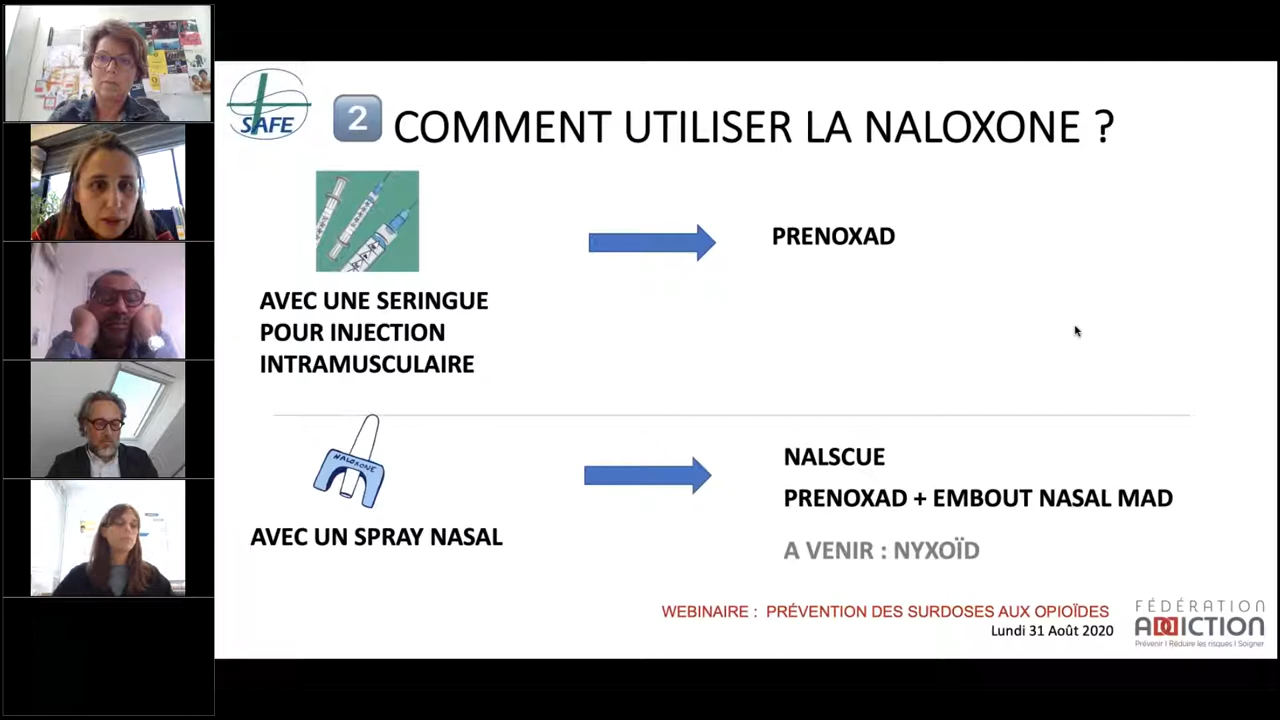 SAFE
2 COMMENT UTILISER LA NALOXONE ?
AVEC UNE SERINGUE
POUR INJECTION
INTRAMUSCULAIRE
PRENOXAD
NALOXONE
AVEC UN SPRAY NASAL
NALSCUE
PRENOXAD + EMBOUT NASAL MAD
A VENIR : NYXOÏD
WEBINAIRE : PRÉVENTION DES SURDOSES AUX OPIOÏDES
Lundi 31 Août 2020
FÉDÉRATION
ADDICTION
Prévenir I Réduire les risques I Soigner